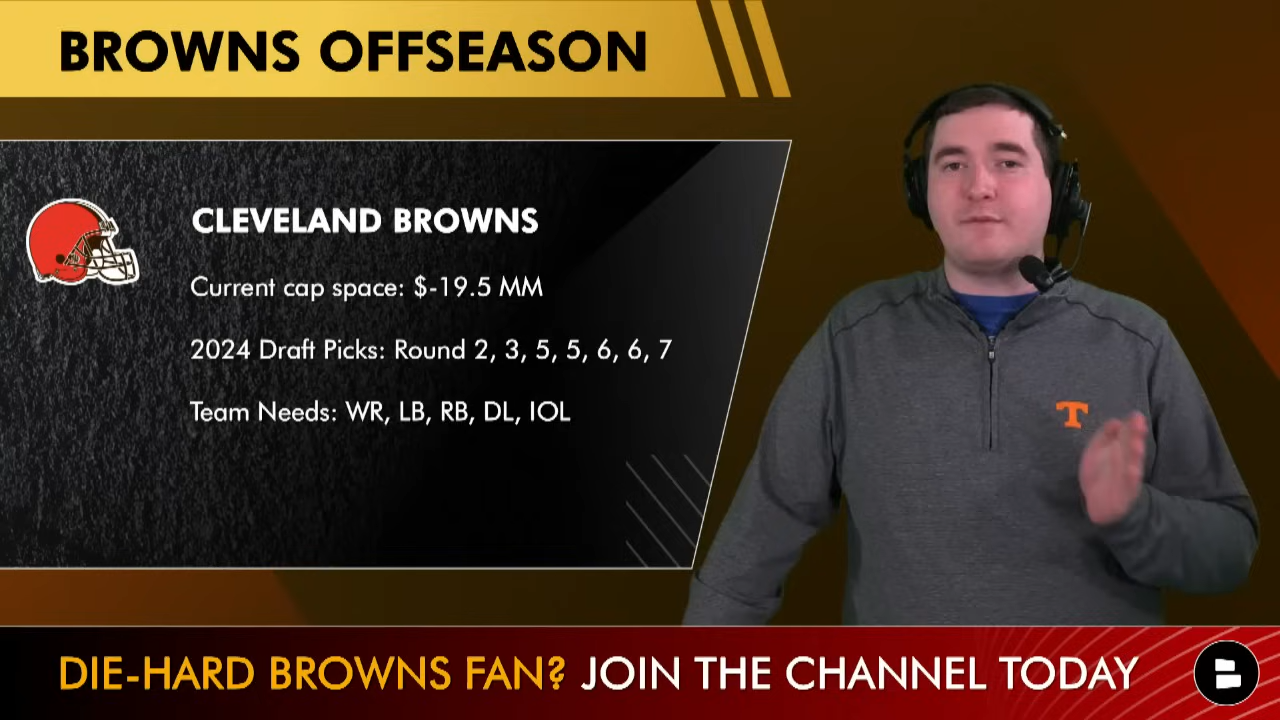 BROWNS OFFSEASON
CLEVELAND BROWNS
Current cap space: $-19.5 MM
2024 Draft Picks: Round 2, 3, 5, 5, 6, 6, 7
Team Needs: WR, LB, RB, DL, IOL
T
DIE-HARD BROWNS FAN? JOIN THE CHANNEL TODAY